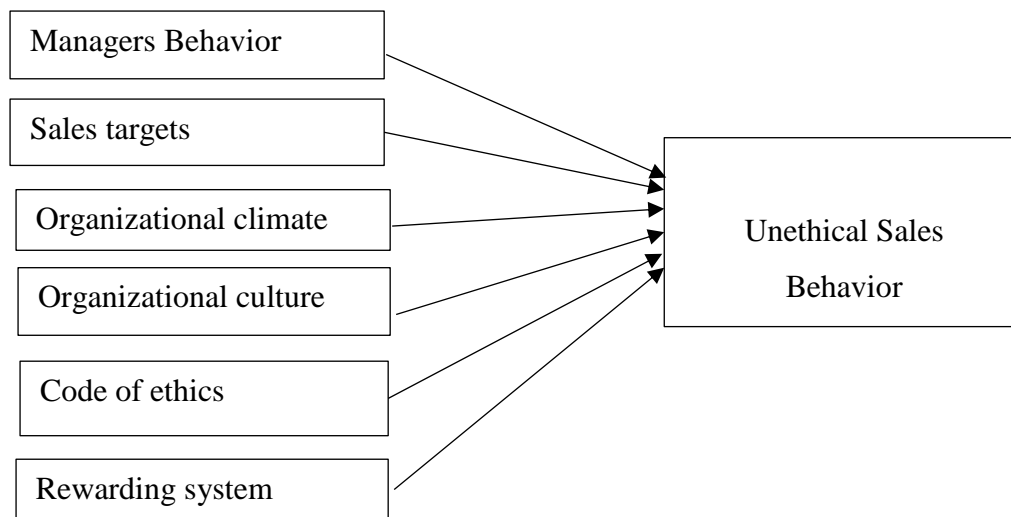 Managers Behavior
Sales targets
Organizational climate
Organizational culture
Code of ethics
Rewarding system
Unethical Sales
Behavior